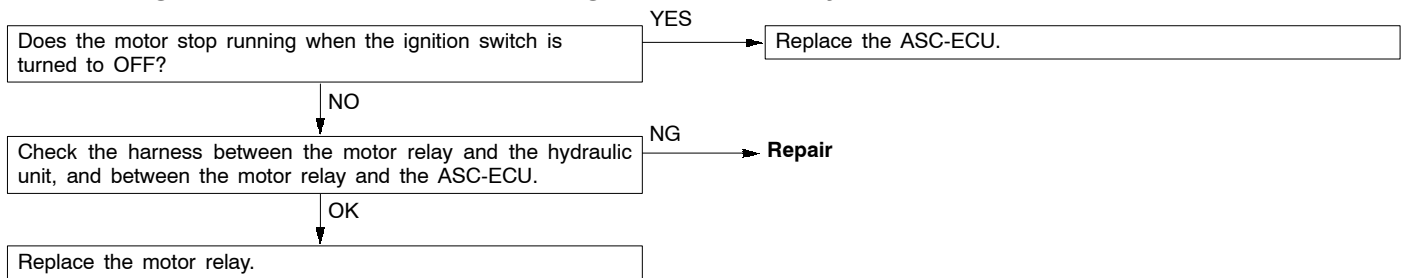 YES
Does the motor stop running when the ignition switch is
turned to OFF?
Replace the ASC-ECU.
NO
NG
Check the harness between the motor relay and the hydraulic
unit, and between the motor relay and the ASC-ECU.
Repair
OK
Replace the motor relay.